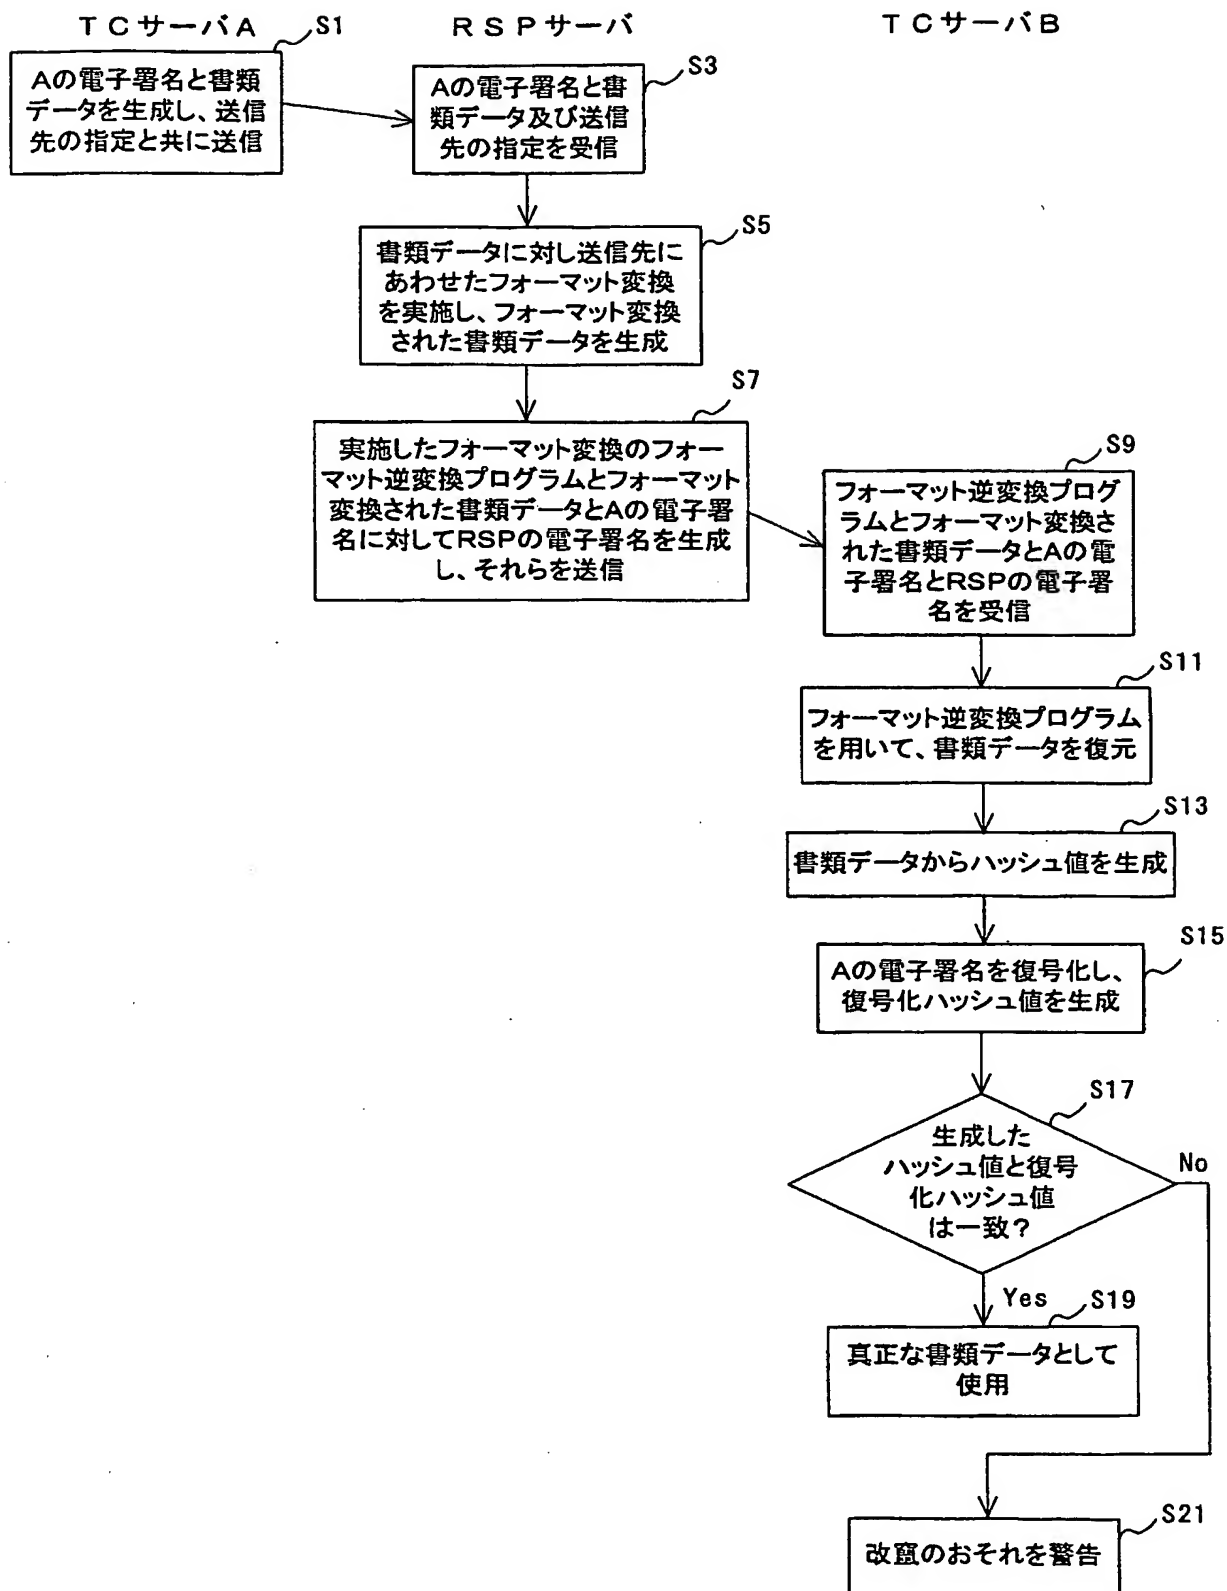 TCサーバA
S1
RSPサーバ
TCサーバB
Aの電子署名と書類
データを生成し、送信
先の指定と共に送信
S3
Aの電子署名と書
類データ及び送信
先の指定を受信
S5
書類データに対し送信先に
あわせたフォーマット変換
を実施し、フォーマット変換
された書類データを生成
S7
実施したフォーマット変換のフォー
マット逆変換プログラムとフォーマット
変換された書類データとAの電子署
名に対してRSPの電子署名を生成
し、それらを送信
S9
フォーマット逆変換プログ
ラムとフォーマット変換さ
れた書類データとAの電
子署名とRSPの電子署
名を受信
S11
フォーマット逆変換プログラム
を用いて、書類データを復元
S13
書類データからハッシュ値を生成
S15
Aの電子署名を復号化し、
復号化ハッシュ値を生成
S17
生成した
ハッシュ値と復号
化ハッシュ値
は一致?
No
Yes
S19
真正な書類データとして
使用
S21
改竄のおそれを警告